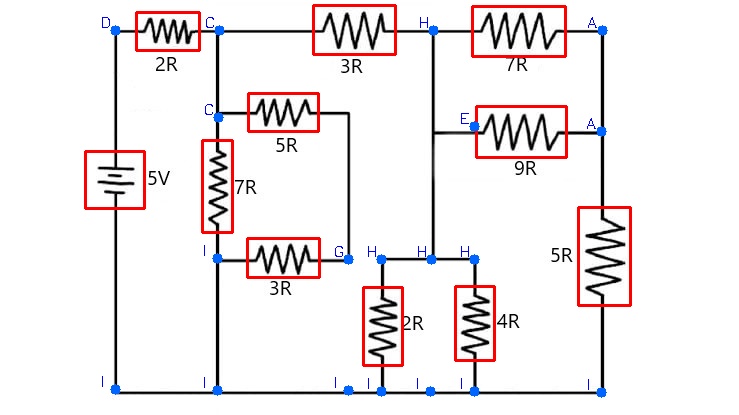 D C H A
2R 3R 7R
C E A
5R 9R
5V 7R
I G H H H 5R
3R
2R 4R
I I I I I I I